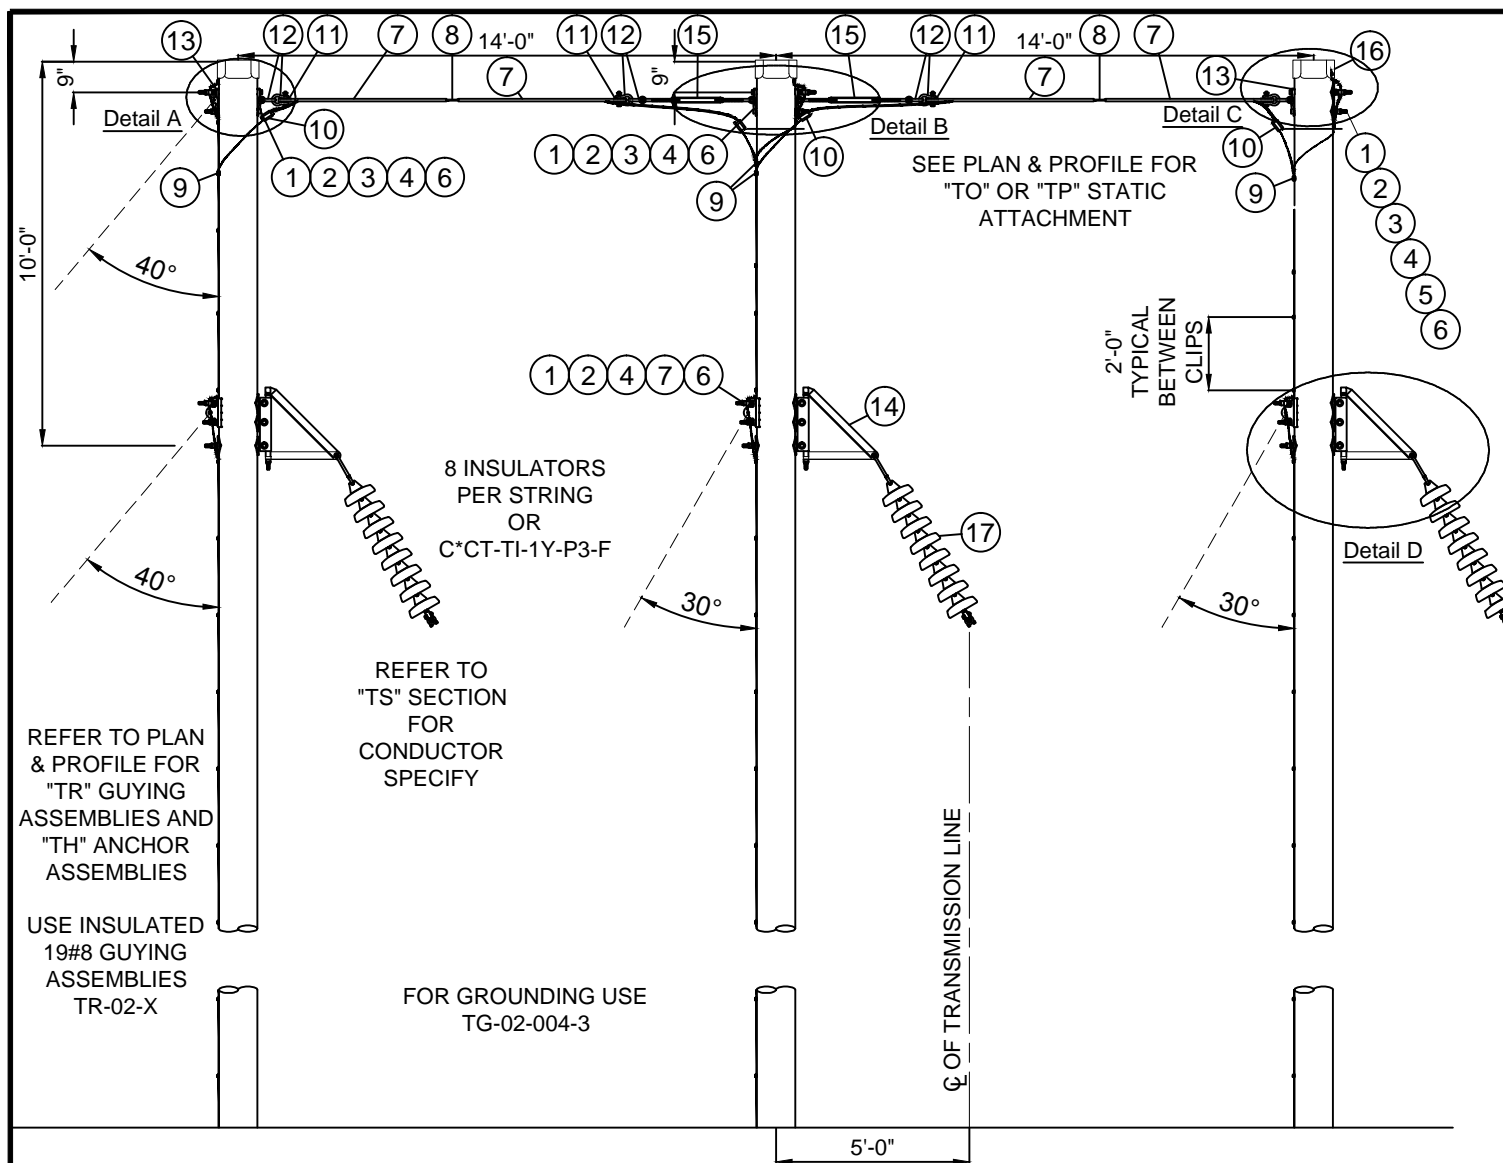 13 12 11 7 8 14'-0" 11 12 15 15 12 11 14'-0" 8 7 16
9" 7 9" 7 13
Detail A 10 Detail B Detail C 10
1 2 3 4 6
1 2 3 4 6 10
9 9 9
SEE PLAN & PROFILE FOR
"TO" OR "TP" STATIC
ATTACHMENT
1
2
3
4
5
6
10'-0"
40°
2'-0"
TYPICAL
BETWEEN
CLIPS
1 2 4 7 6
14
8 INSULATORS
PER STRING
OR
C*CT-TI-1Y-P3-F
17
Detail D
40°
30°
30°
REFER TO
"TS" SECTION
FOR
CONDUCTOR
SPECIFY
REFER TO PLAN
& PROFILE FOR
"TR" GUYING
ASSEMBLIES AND
"TH" ANCHOR
ASSEMBLIES
USE INSULATED
19#8 GUYING
ASSEMBLIES
TR-02-X
FOR GROUNDING USE
TG-02-004-3
℄ OF TRANSMISSION LINE
5'-0"